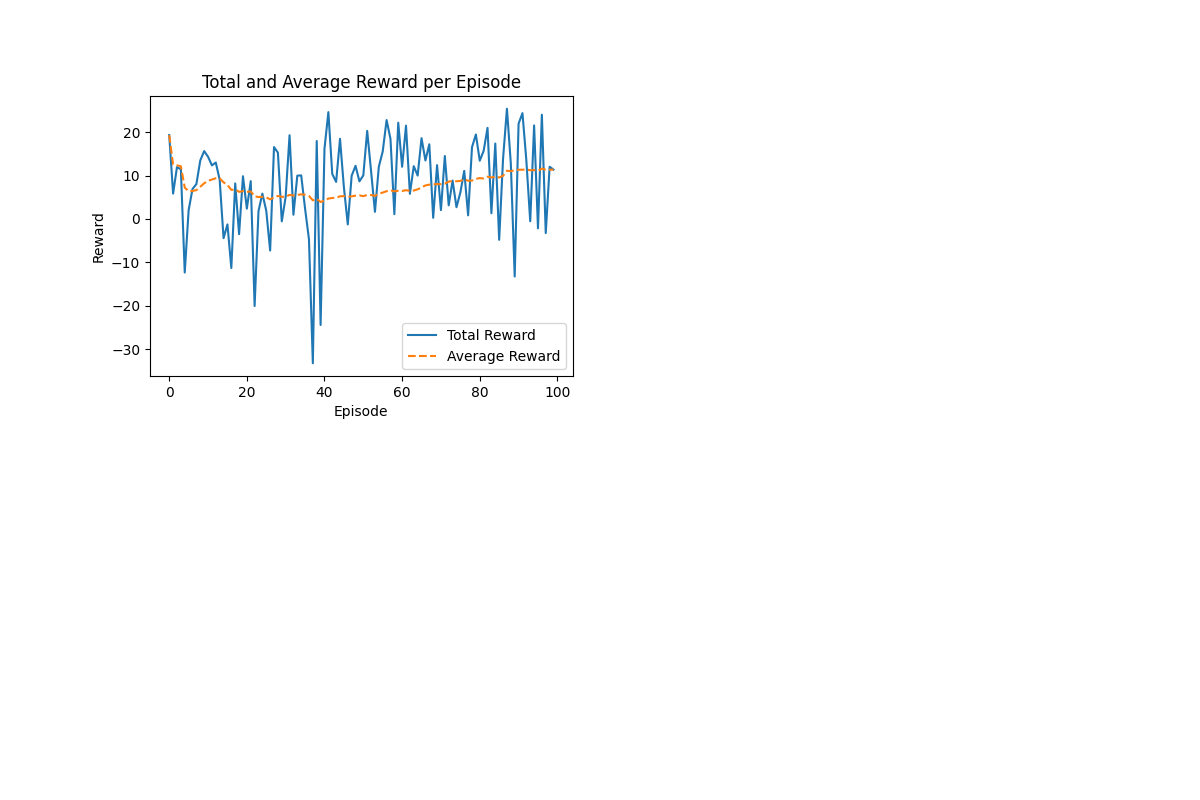 Total and Average Reward per Episode
Reward
20
10
0
−10
−20
−30
Total Reward
Average Reward
0 20 40 60 80 100
Episode